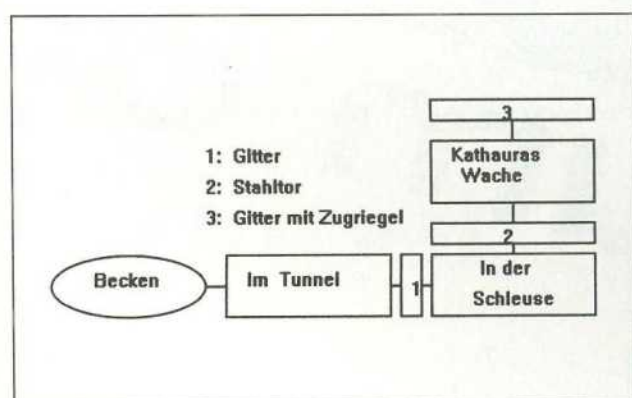 3
1: Gitter
2: Stahltor
3: Gitter mit Zugriegel
Kathauras
Wache
2
Becken
Im Tunnel
1
In der
Schleuse